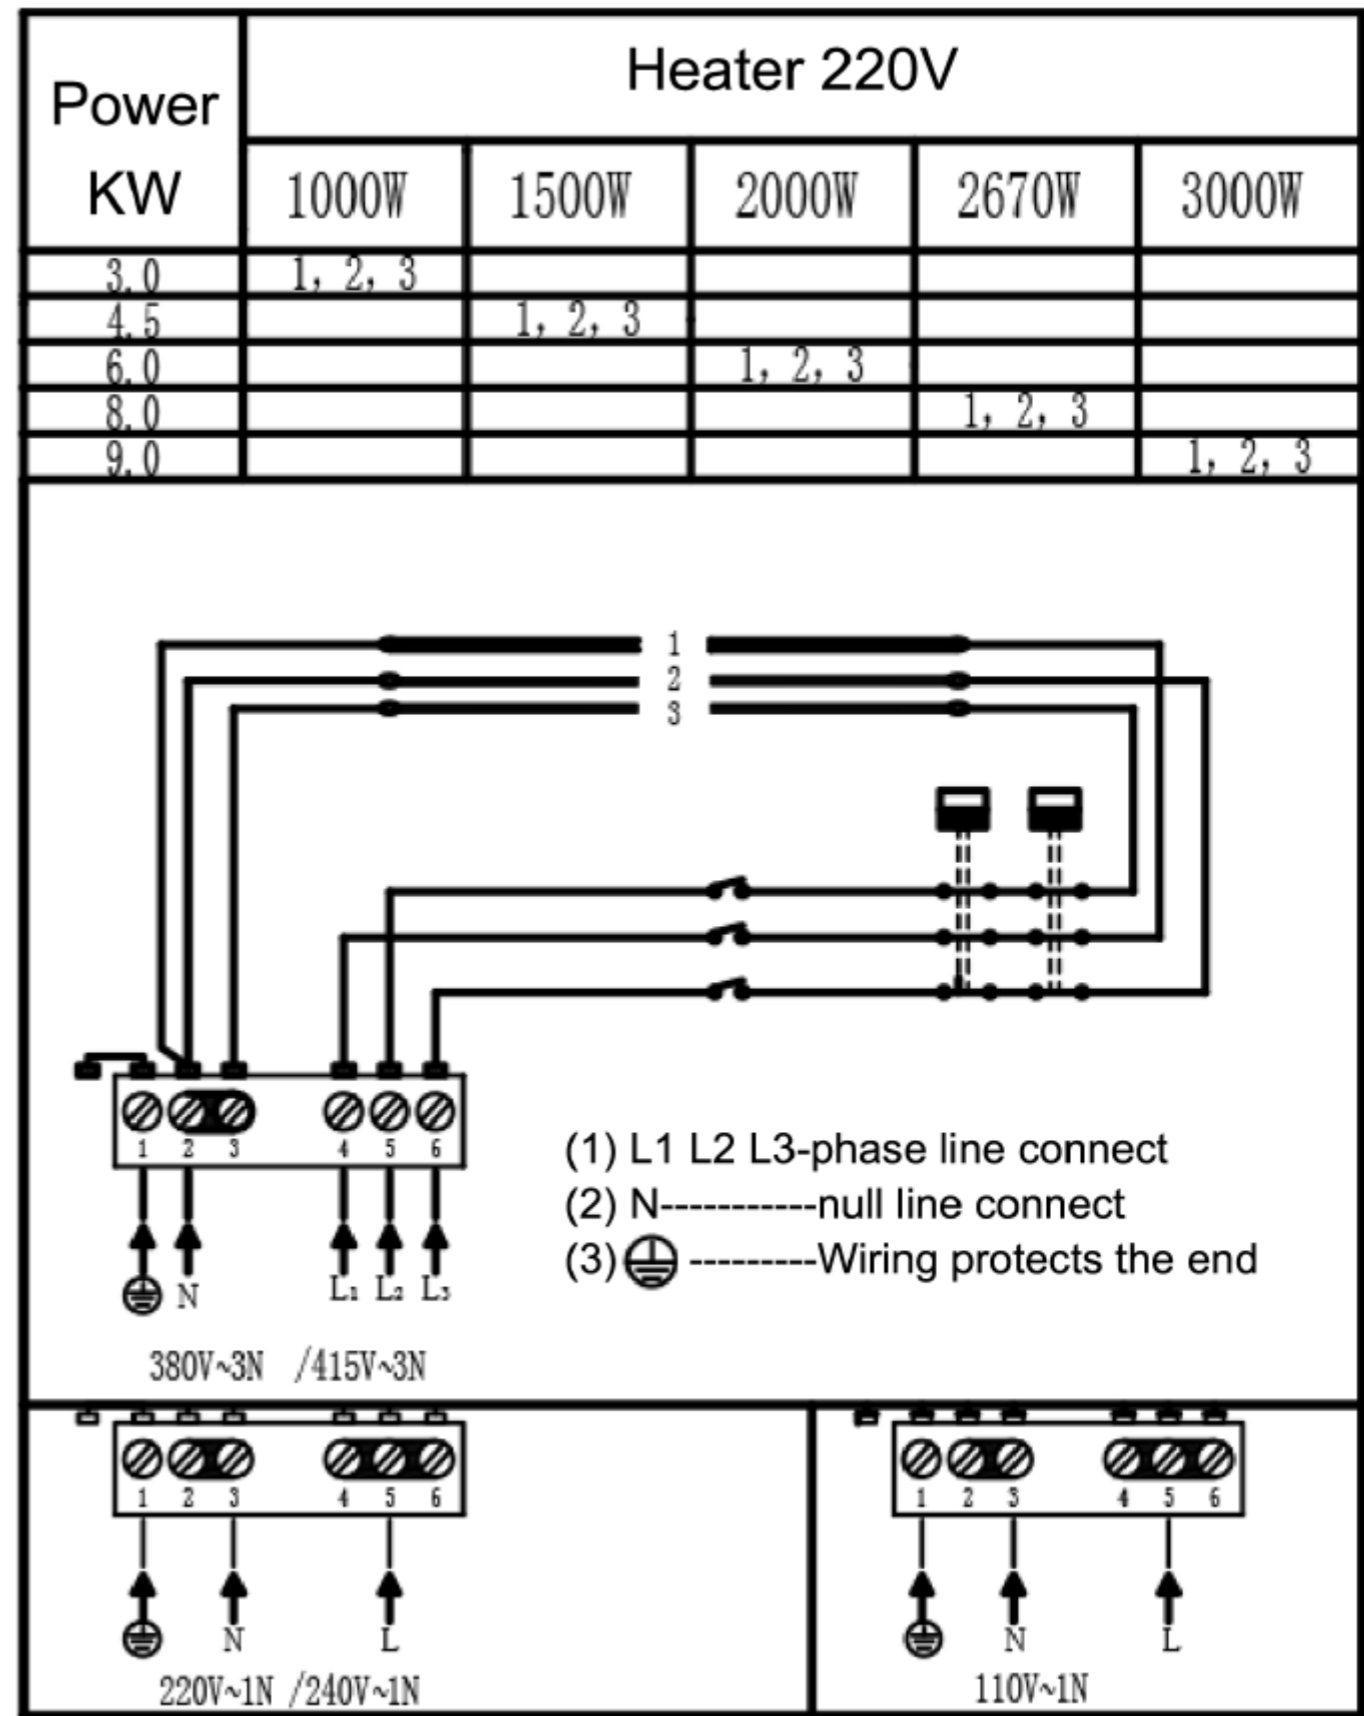 Power
KW
Heater 220V
1000W 1500W 2000W 2670W 3000W
3.0 1, 2, 3
4.5 1, 2, 3
6.0 1, 2, 3
8.0 1, 2, 3
9.0 1, 2, 3
1
2
3
1 2 3 4 5 6
N L₁ L₂ L₃
380V~3N /415V~3N
(1) L1 L2 L3-phase line connect
(2) N-----------null line connect
(3) ---------Wiring protects the end
1 2 3 4 5 6
N L
220V~1N /240V~1N
1 2 3 4 5 6
N L
110V~1N